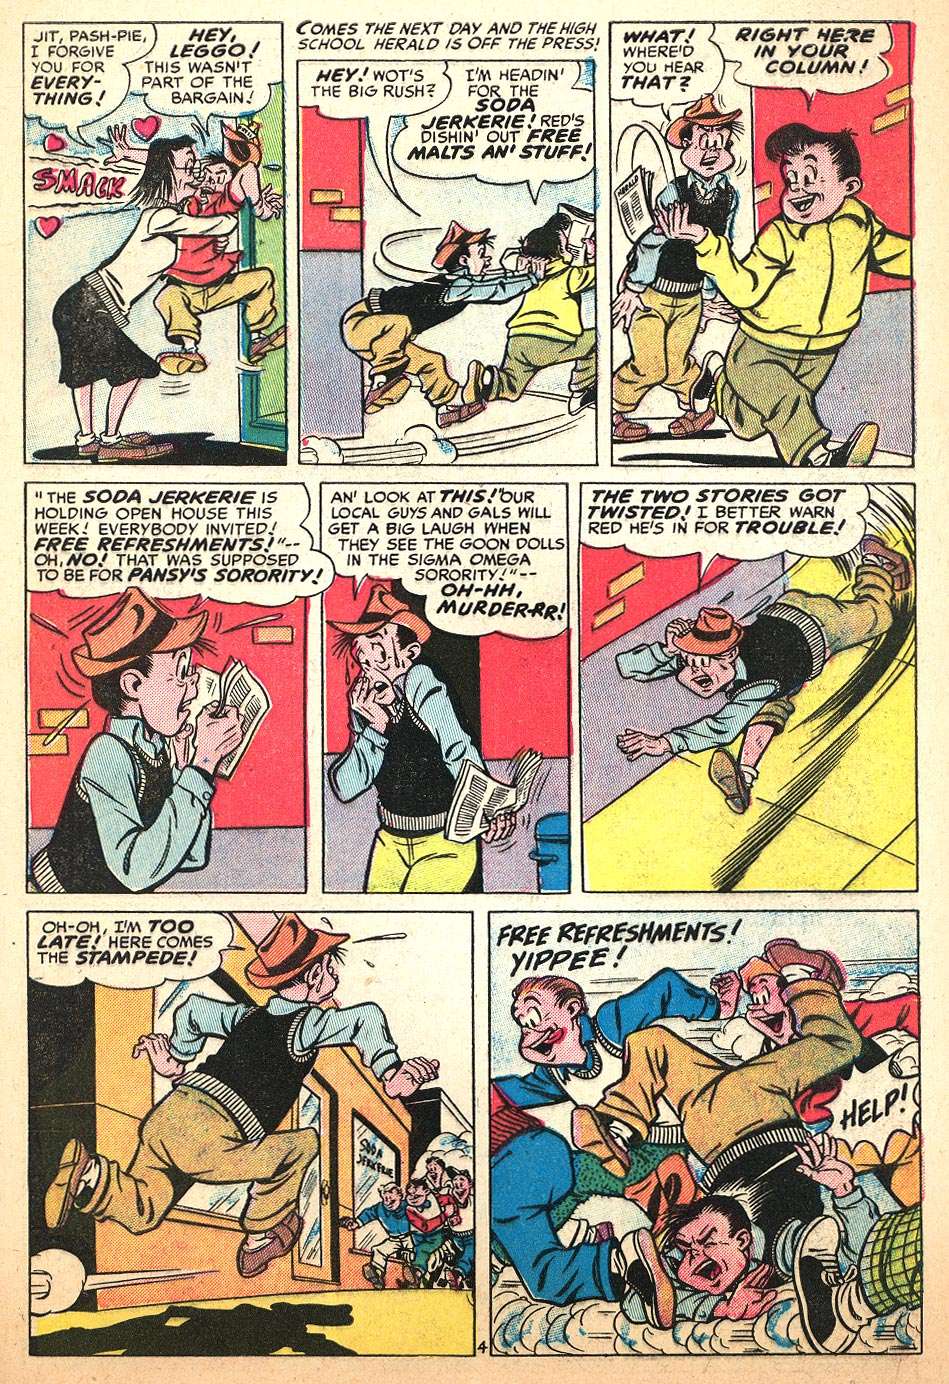 JIT, PASH-PIE,
I FORGIVE
YOU FOR
EVERY-
THING!
HEY,
LEGGO!
THIS WASN'T
PART OF THE
BARGAIN!
SMACK
COMES THE NEXT DAY AND THE HIGH
SCHOOL HERALD IS OFF THE PRESS!
HEY! WOT'S
THE BIG RUSH?
I'M HEADIN'
FOR THE
SODA
JERKERIE! RED'S
DISHIN' OUT FREE
MALTS AN' STUFF!
WHAT!
WHERE'D
YOU HEAR
THAT?
RIGHT HERE
IN YOUR
COLUMN!
HERALD
"THE SODA JERKERIE IS
HOLDING OPEN HOUSE THIS
WEEK! EVERYBODY INVITED!
FREE REFRESHMENTS!"--
OH, NO! THAT WAS SUPPOSED
TO BE FOR PANSY'S SORORITY!
AN' LOOK AT THIS! "OUR
LOCAL GUYS AND GALS WILL
GET A BIG LAUGH WHEN
THEY SEE THE GOON DOLLS
IN THE SIGMA OMEGA
SORORITY!"--
OH-HH,
MURDER-RR!
THE TWO STORIES GOT
TWISTED! I BETTER WARN
RED HE'S IN FOR TROUBLE!
OH-OH, I'M TOO
LATE! HERE COMES
THE STAMPEDE!
SODA
JERKERIE
FREE REFRESHMENTS!
YIPPEE!
HELP!
4